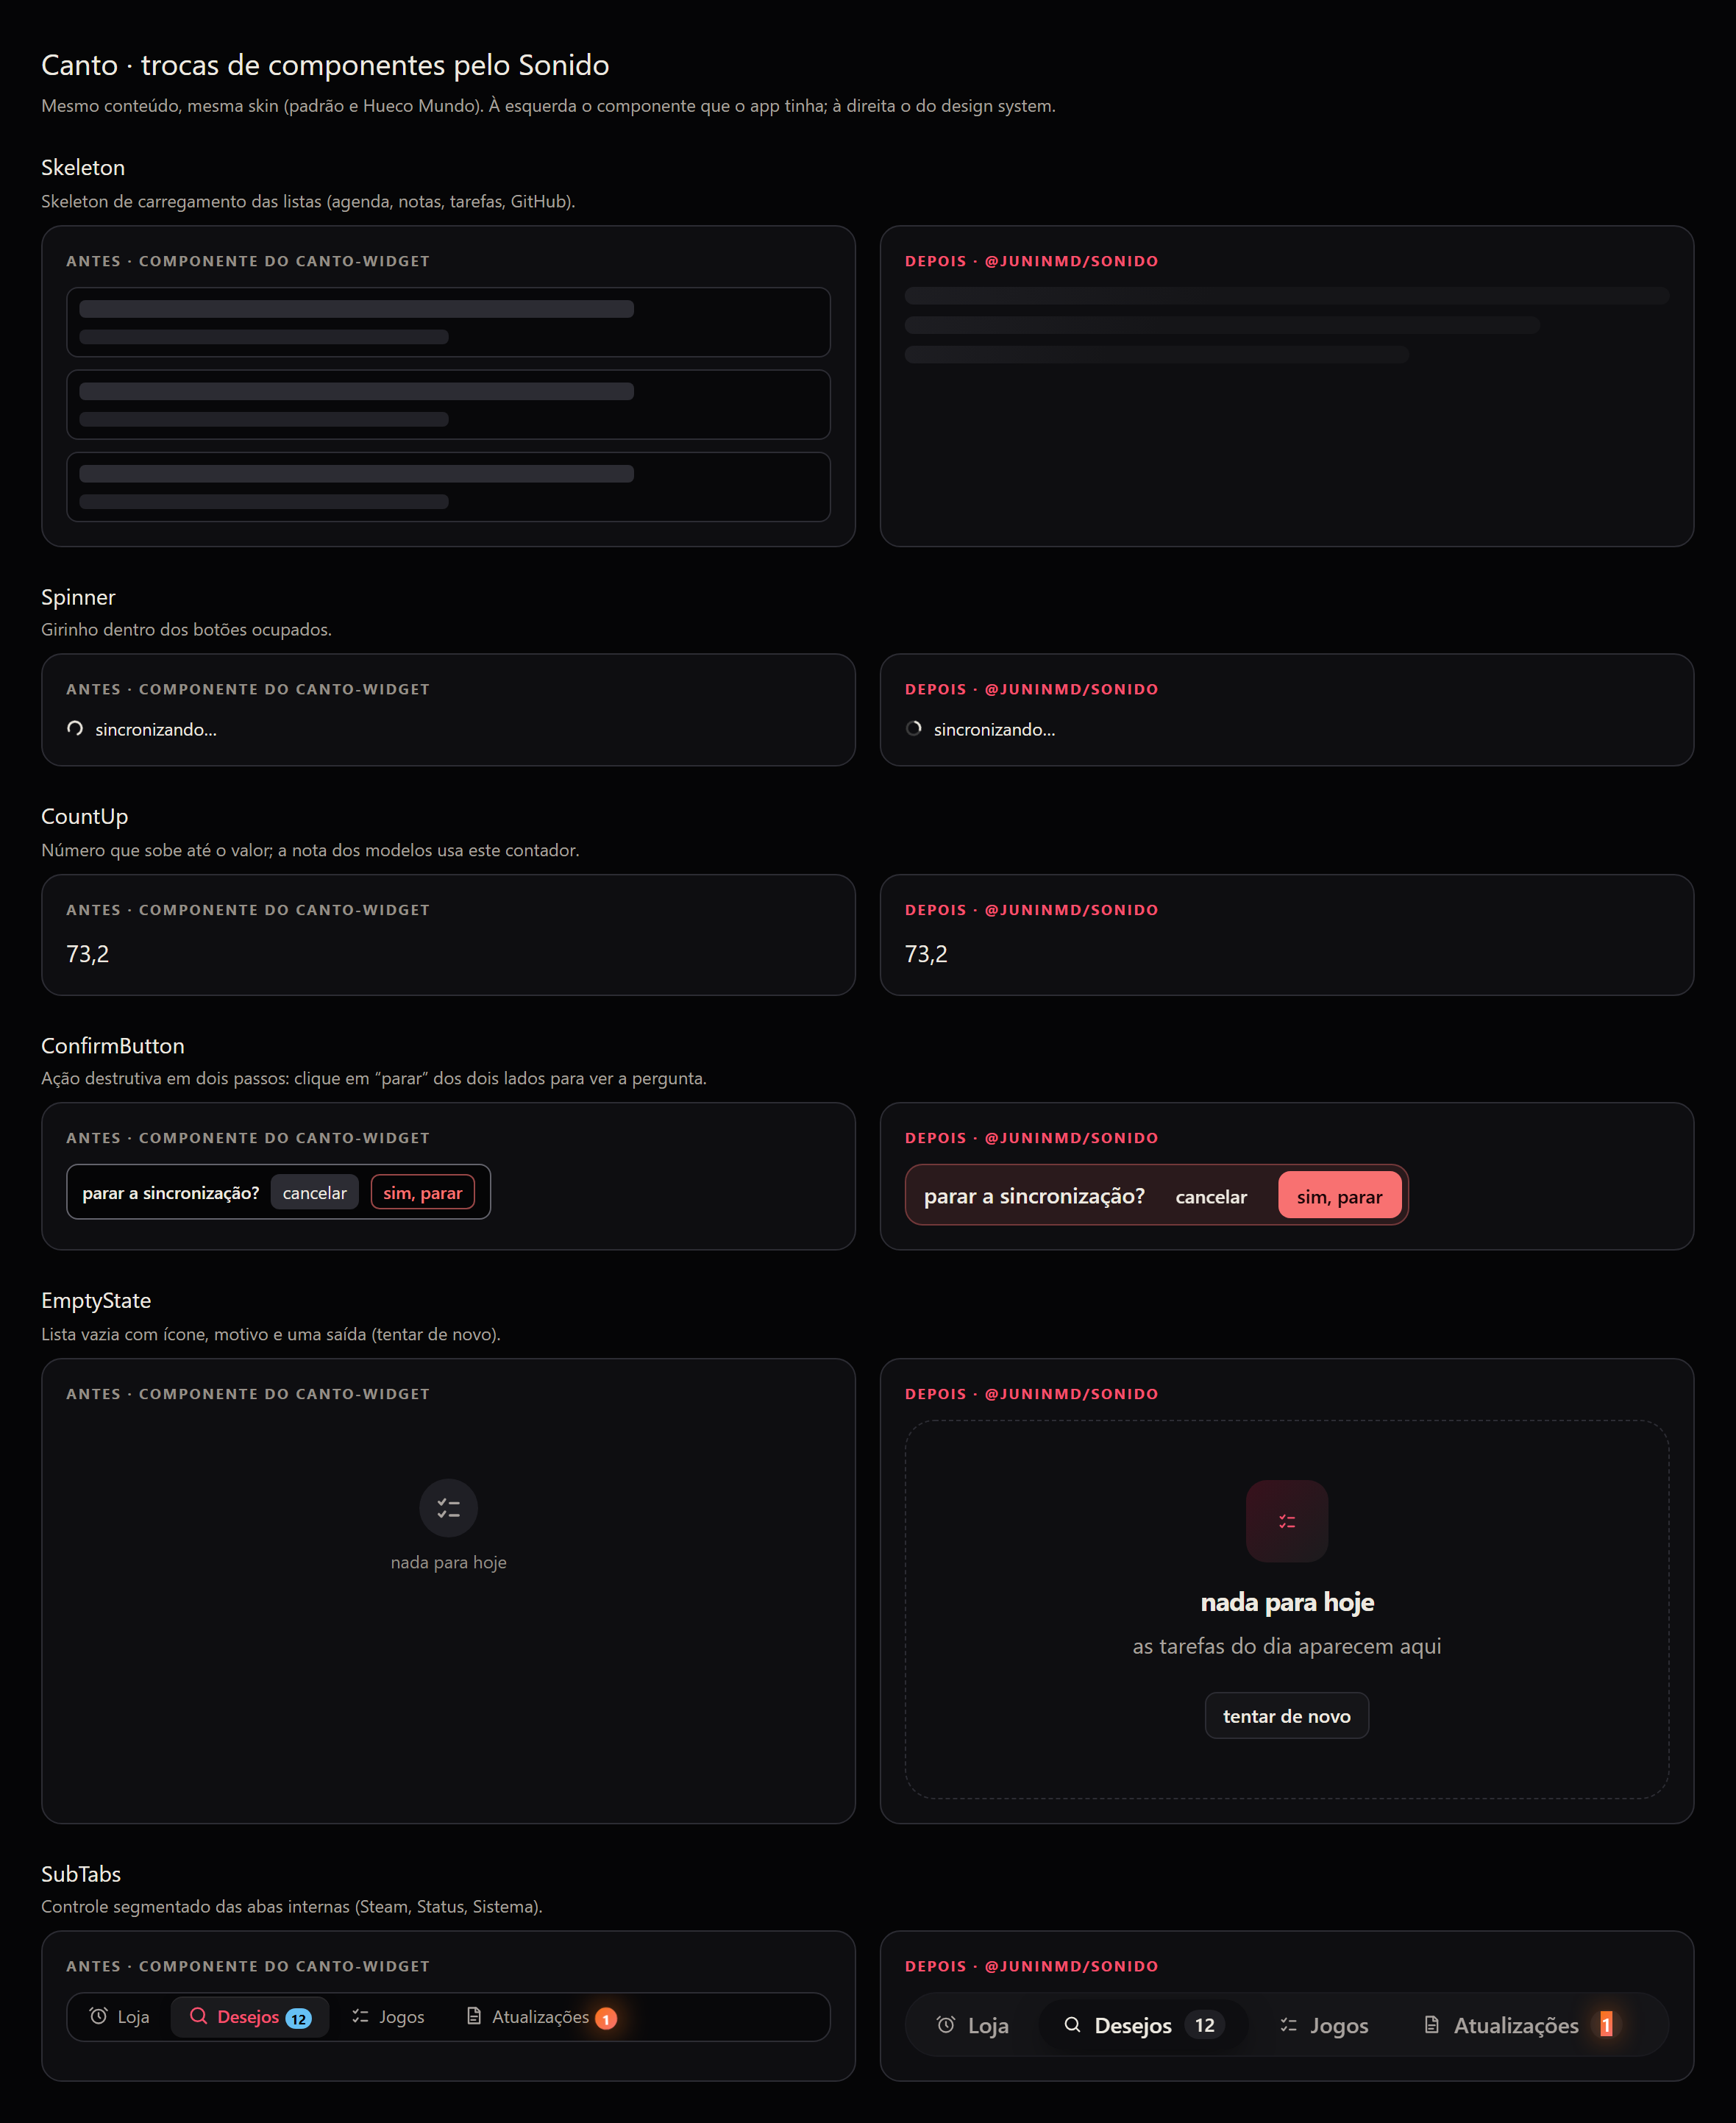 Canto · trocas de componentes pelo Sonido
Mesmo conteúdo, mesma skin (padrão e Hueco Mundo). À esquerda o componente que o app tinha; à direita o do design system.
Skeleton
Skeleton de carregamento das listas (agenda, notas, tarefas, GitHub).
ANTES · COMPONENTE DO CANTO-WIDGET
DEPOIS · @JUNINMD/SONIDO
Spinner
Girinho dentro dos botões ocupados.
ANTES · COMPONENTE DO CANTO-WIDGET
sincronizando...
DEPOIS · @JUNINMD/SONIDO
sincronizando...
CountUp
Número que sobe até o valor; a nota dos modelos usa este contador.
ANTES · COMPONENTE DO CANTO-WIDGET
73,2
DEPOIS · @JUNINMD/SONIDO
73,2
ConfirmButton
Ação destrutiva em dois passos: clique em “parar” dos dois lados para ver a pergunta.
ANTES · COMPONENTE DO CANTO-WIDGET
parar a sincronização? cancelar sim, parar
DEPOIS · @JUNINMD/SONIDO
parar a sincronização? cancelar sim, parar
EmptyState
Lista vazia com ícone, motivo e uma saída (tentar de novo).
ANTES · COMPONENTE DO CANTO-WIDGET
nada para hoje
DEPOIS · @JUNINMD/SONIDO
nada para hoje
as tarefas do dia aparecem aqui
tentar de novo
SubTabs
Controle segmentado das abas internas (Steam, Status, Sistema).
ANTES · COMPONENTE DO CANTO-WIDGET
Loja Desejos 12 Jogos Atualizações 1
DEPOIS · @JUNINMD/SONIDO
Loja Desejos 12 Jogos Atualizações 1